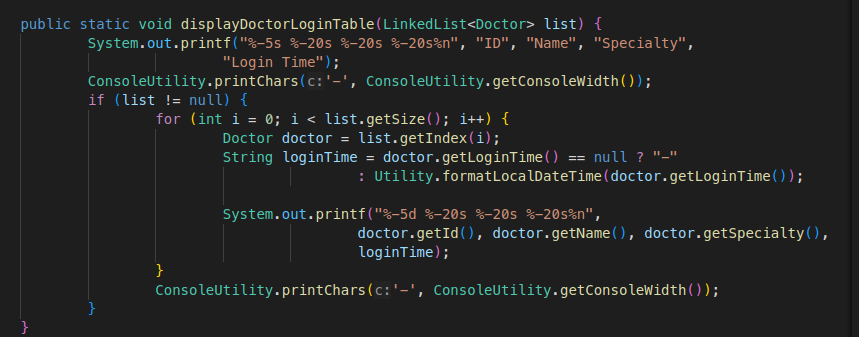 public static void displayDoctorLoginTable(LinkedList<Doctor> list) {
System.out.printf("%-5s %-20s %-20s %-20s%n", "ID", "Name", "Specialty",
"Login Time");
ConsoleUtility.printChars(c:'-', ConsoleUtility.getConsoleWidth());
if (list != null) {
for (int i = 0; i < list.getSize(); i++) {
Doctor doctor = list.getIndex(i);
String loginTime = doctor.getLoginTime() == null ? "-"
: Utility.formatLocalDateTime(doctor.getLoginTime());
System.out.printf("%-5d %-20s %-20s %-20s%n",
doctor.getId(), doctor.getName(), doctor.getSpecialty(),
loginTime);
}
ConsoleUtility.printChars(c:'-', ConsoleUtility.getConsoleWidth());
}
}